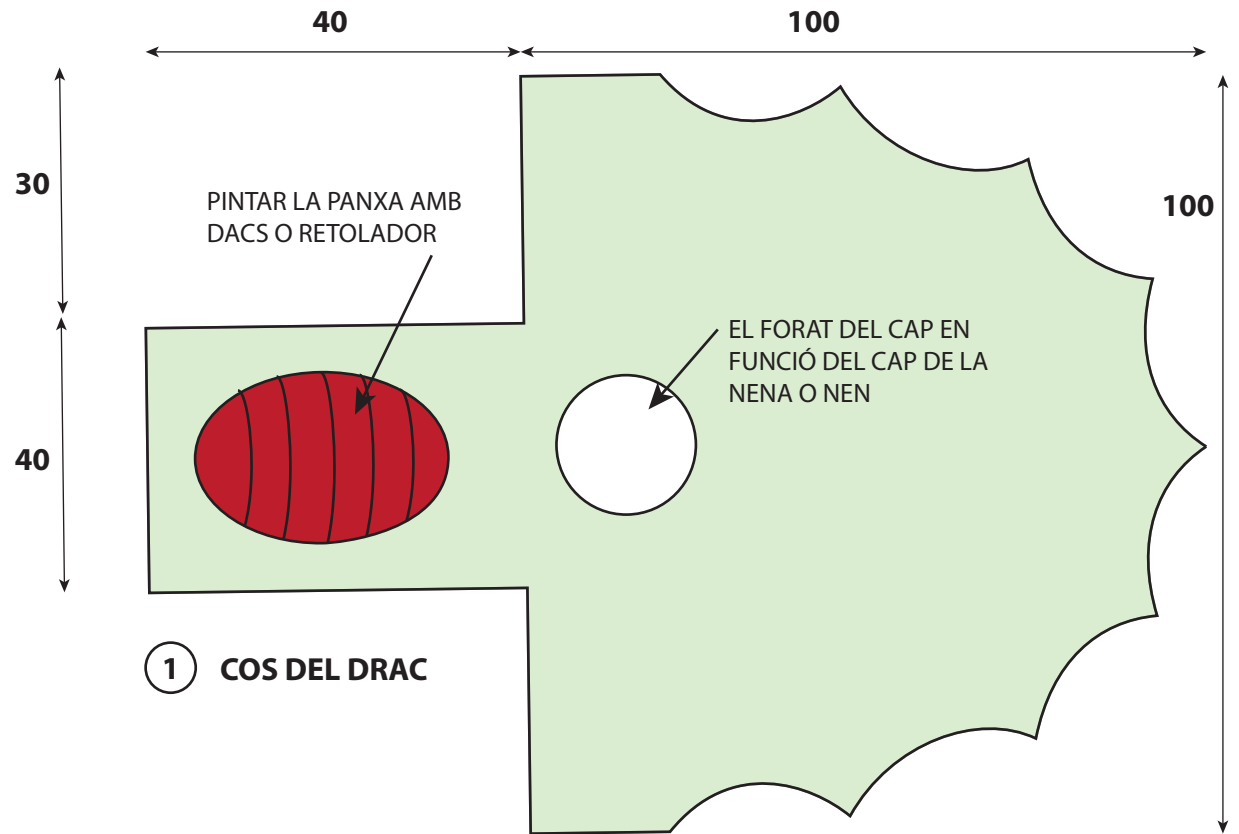 40
100
30
PINTAR LA PANXA AMB
DACS O RETOLADOR
100
EL FORAT DEL CAP EN
FUNCIÓ DEL CAP DE LA
NENA O NEN
40
1 COS DEL DRAC